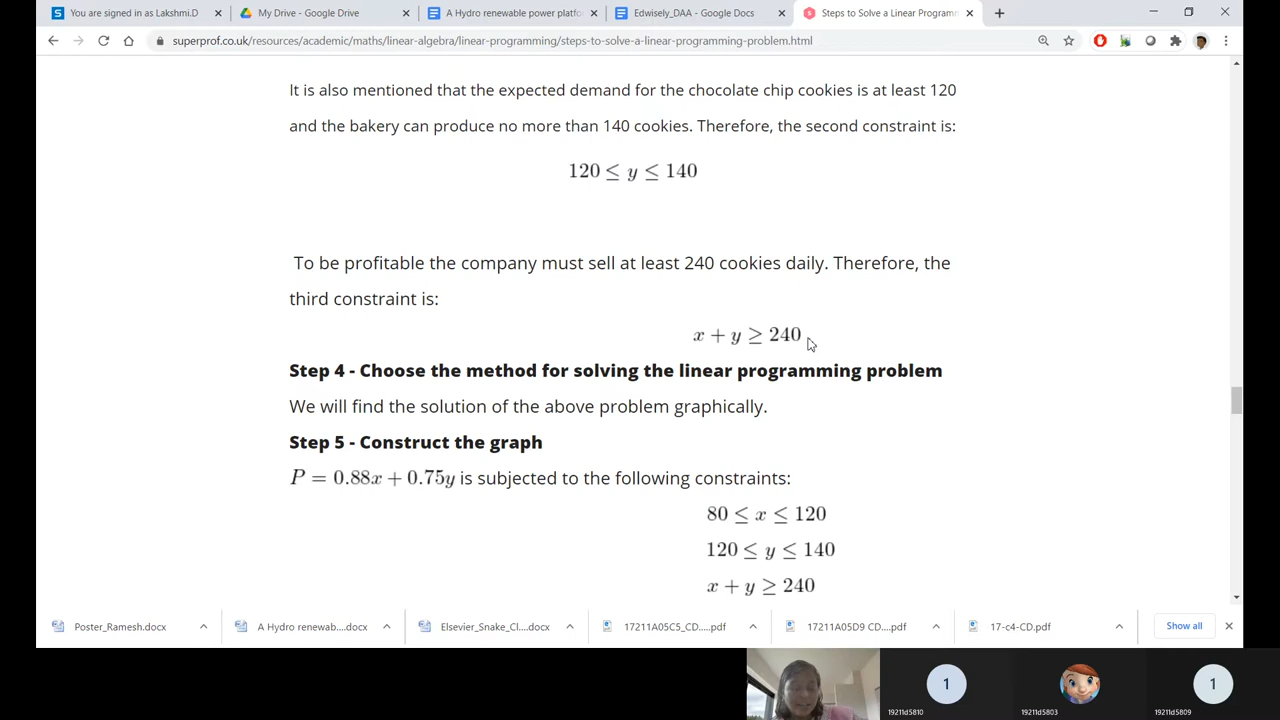 You are signed in as Lakshmi.D
My Drive - Google Drive
A Hydro renewable power platfo
Edwisely_DAA - Google Docs
Steps to Solve a Linear Programm
superprof.co.uk/resources/academic/maths/linear-algebra/linear-programming/steps-to-solve-a-linear-programming-problem.html
It is also mentioned that the expected demand for the chocolate chip cookies is at least 120
and the bakery can produce no more than 140 cookies. Therefore, the second constraint is:
120 ≤ y ≤ 140
To be profitable the company must sell at least 240 cookies daily. Therefore, the
third constraint is:
x + y ≥ 240
Step 4 - Choose the method for solving the linear programming problem
We will find the solution of the above problem graphically.
Step 5 - Construct the graph
P = 0.88x + 0.75y is subjected to the following constraints:
80 ≤ x ≤ 120
120 ≤ y ≤ 140
x + y ≥ 240
Poster_Ramesh.docx
A Hydro renewab....docx
Elsevier_Snake_Cl....docx
17211A05C5_CD.....pdf
17211A05D9 CD....pdf
17-c4-CD.pdf
Show all
1
1
19211d5810
19211d5803
19211d5809